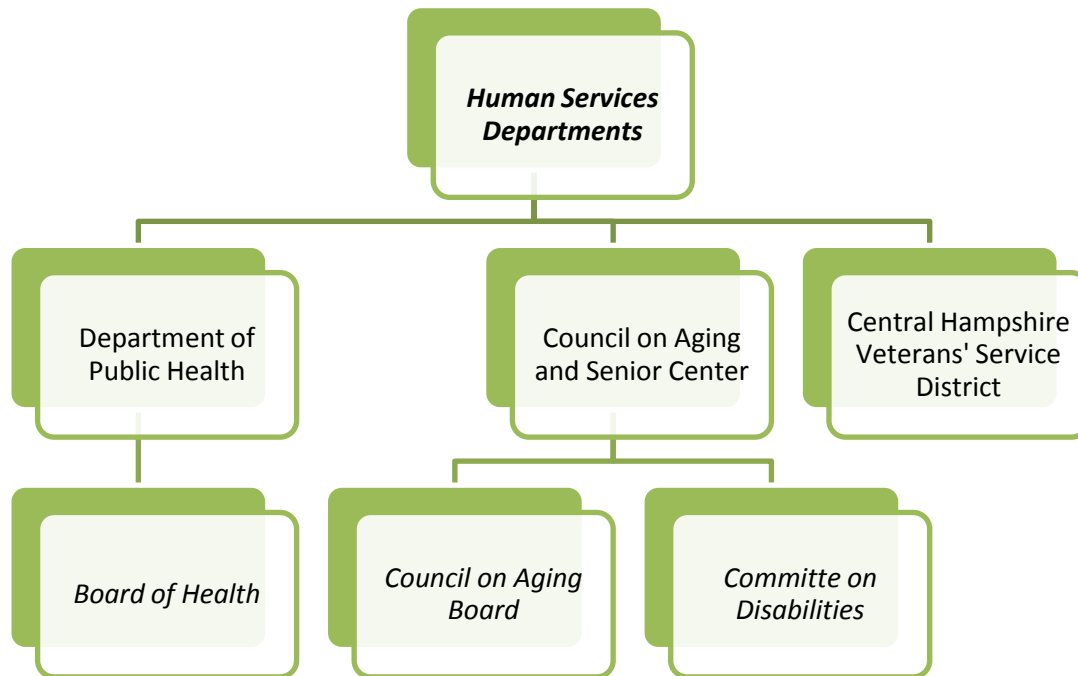 Human Services
Departments
Department of
Public Health
Council on Aging
and Senior Center
Central Hampshire
Veterans' Service
District
Board of Health
Council on Aging
Board
Committe on
Disabilities